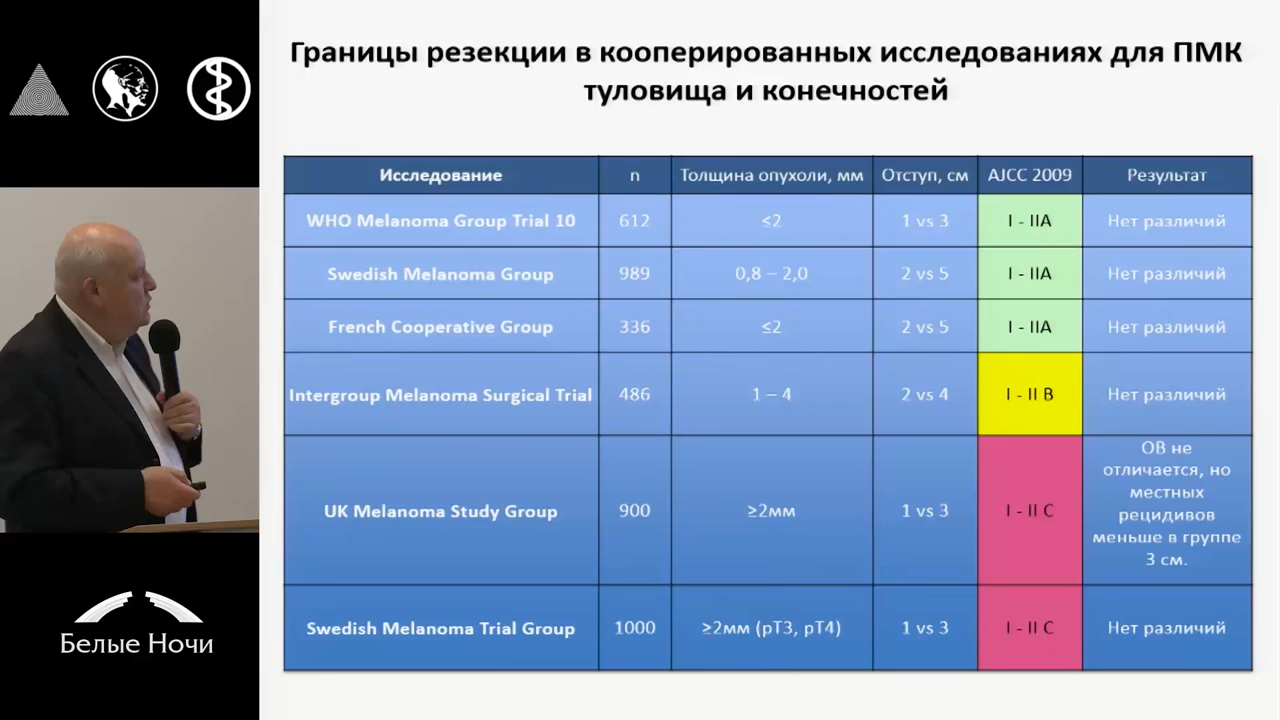 Границы резекции в кооперированных исследованиях для ПМК
туловища и конечностей
Исследование n Толщина опухоли, мм Отступ, см AJCC 2009 Результат
WHO Melanoma Group Trial 10 612 ≤2 1 vs 3 I - IIA Нет различий
Swedish Melanoma Group 989 0,8 – 2,0 2 vs 5 I - IIA Нет различий
French Cooperative Group 336 ≤2 2 vs 5 I - IIA Нет различий
Intergroup Melanoma Surgical Trial 486 1 – 4 2 vs 4 I - II B Нет различий
UK Melanoma Study Group 900 ≥2мм 1 vs 3 I - II C ОВ не
отличается, но
местных
рецидивов
меньше в группе
3 см.
Swedish Melanoma Trial Group 1000 ≥2мм (pT3, pT4) 1 vs 3 I - II C Нет различий
Белые Ночи